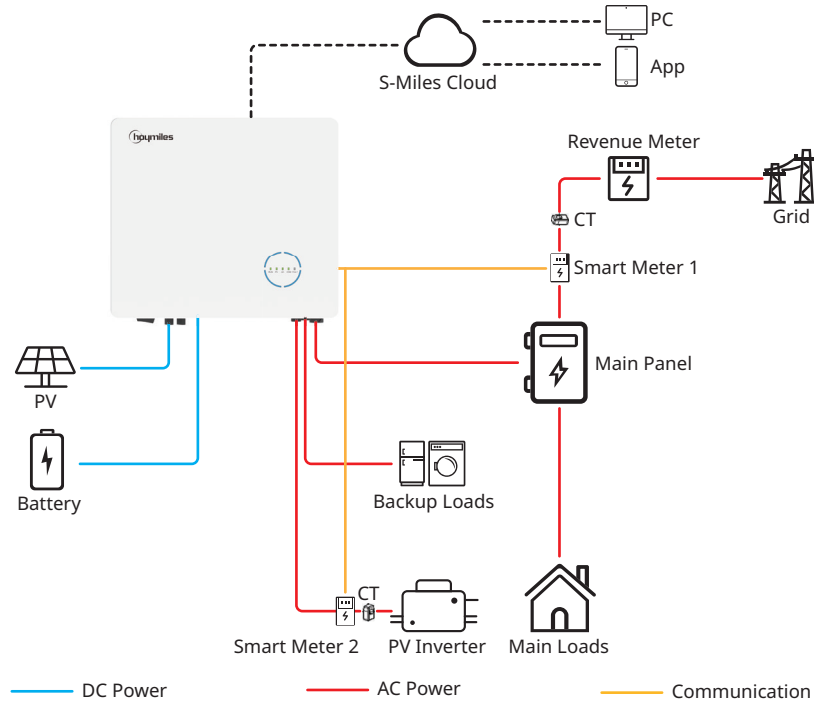 PC
App
S-Miles Cloud
hoymiles
Revenue Meter
Grid
CT
Smart Meter 1
Main Panel
PV
Battery
Backup Loads
CT
Smart Meter 2
PV Inverter
Main Loads
DC Power
AC Power
Communication